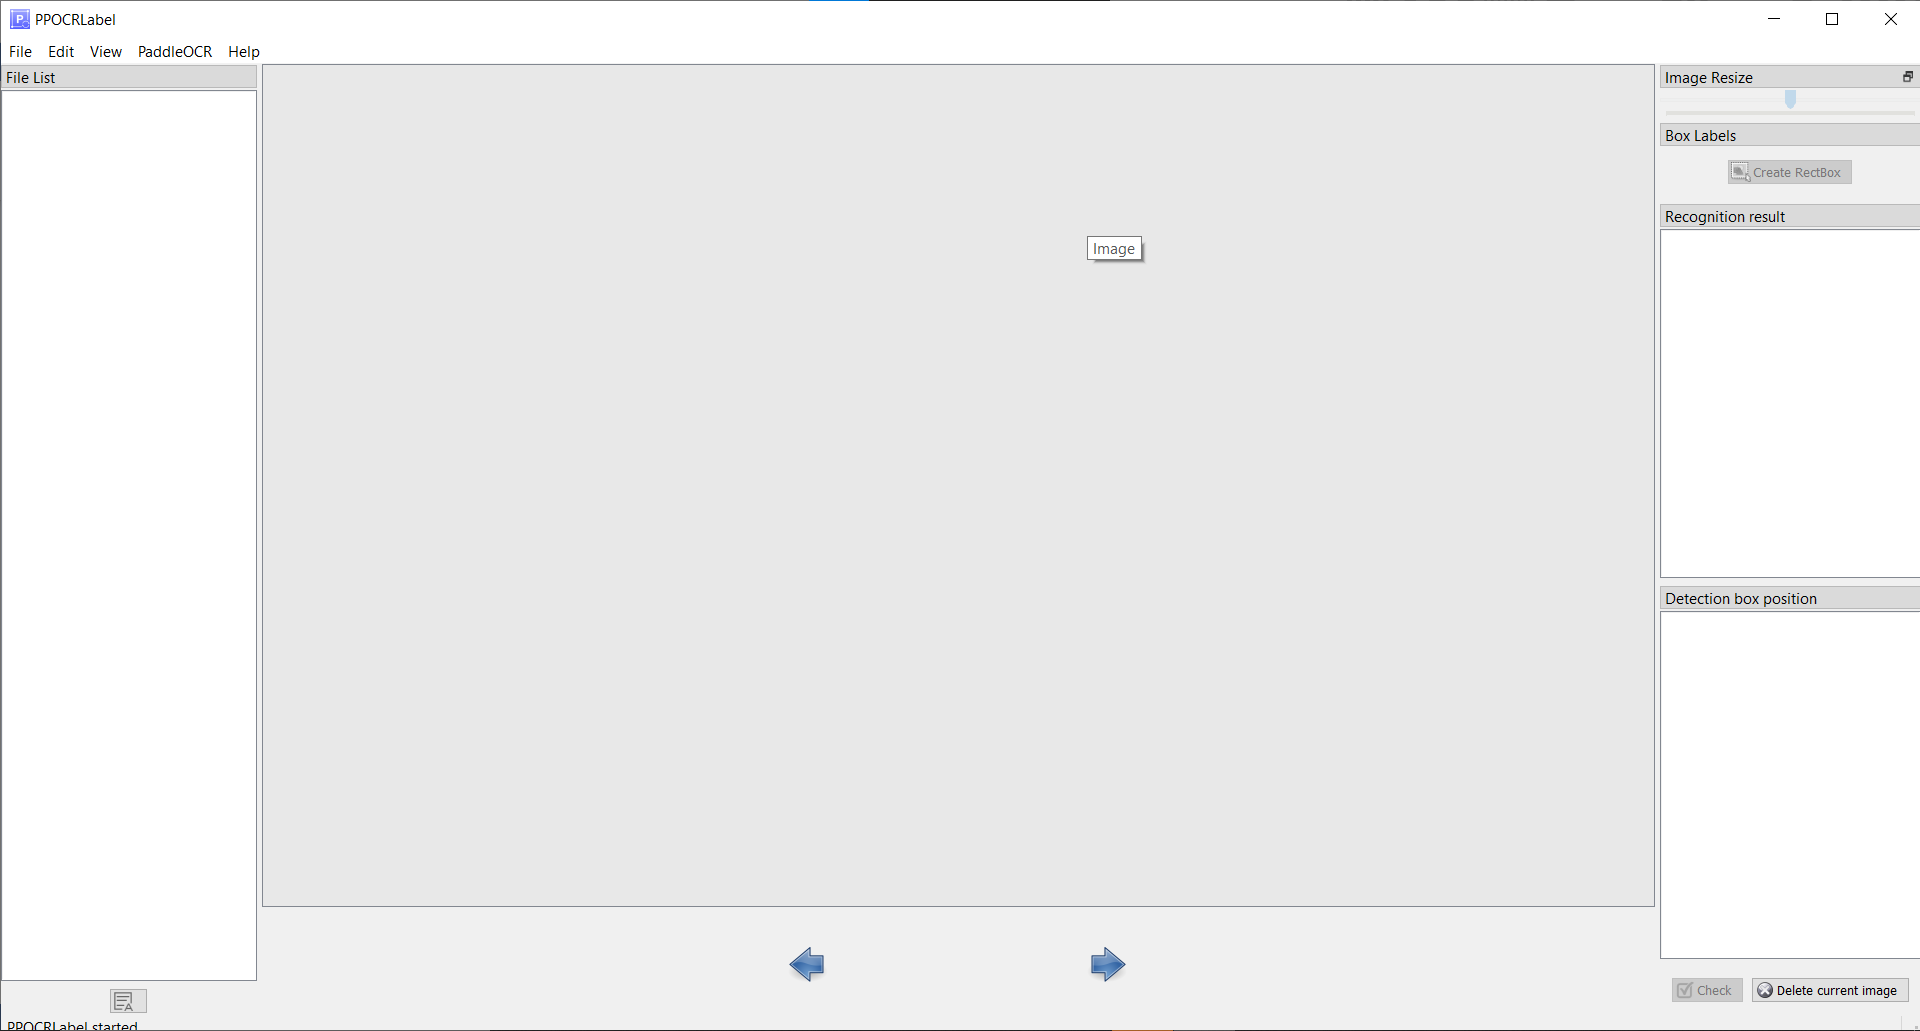 PPOCRLabel
File Edit View PaddleOCR Help
File List
Image
Image Resize
Box Labels
Create RectBox
Recognition result
Detection box position
Check Delete current image
PPOCRLabel started